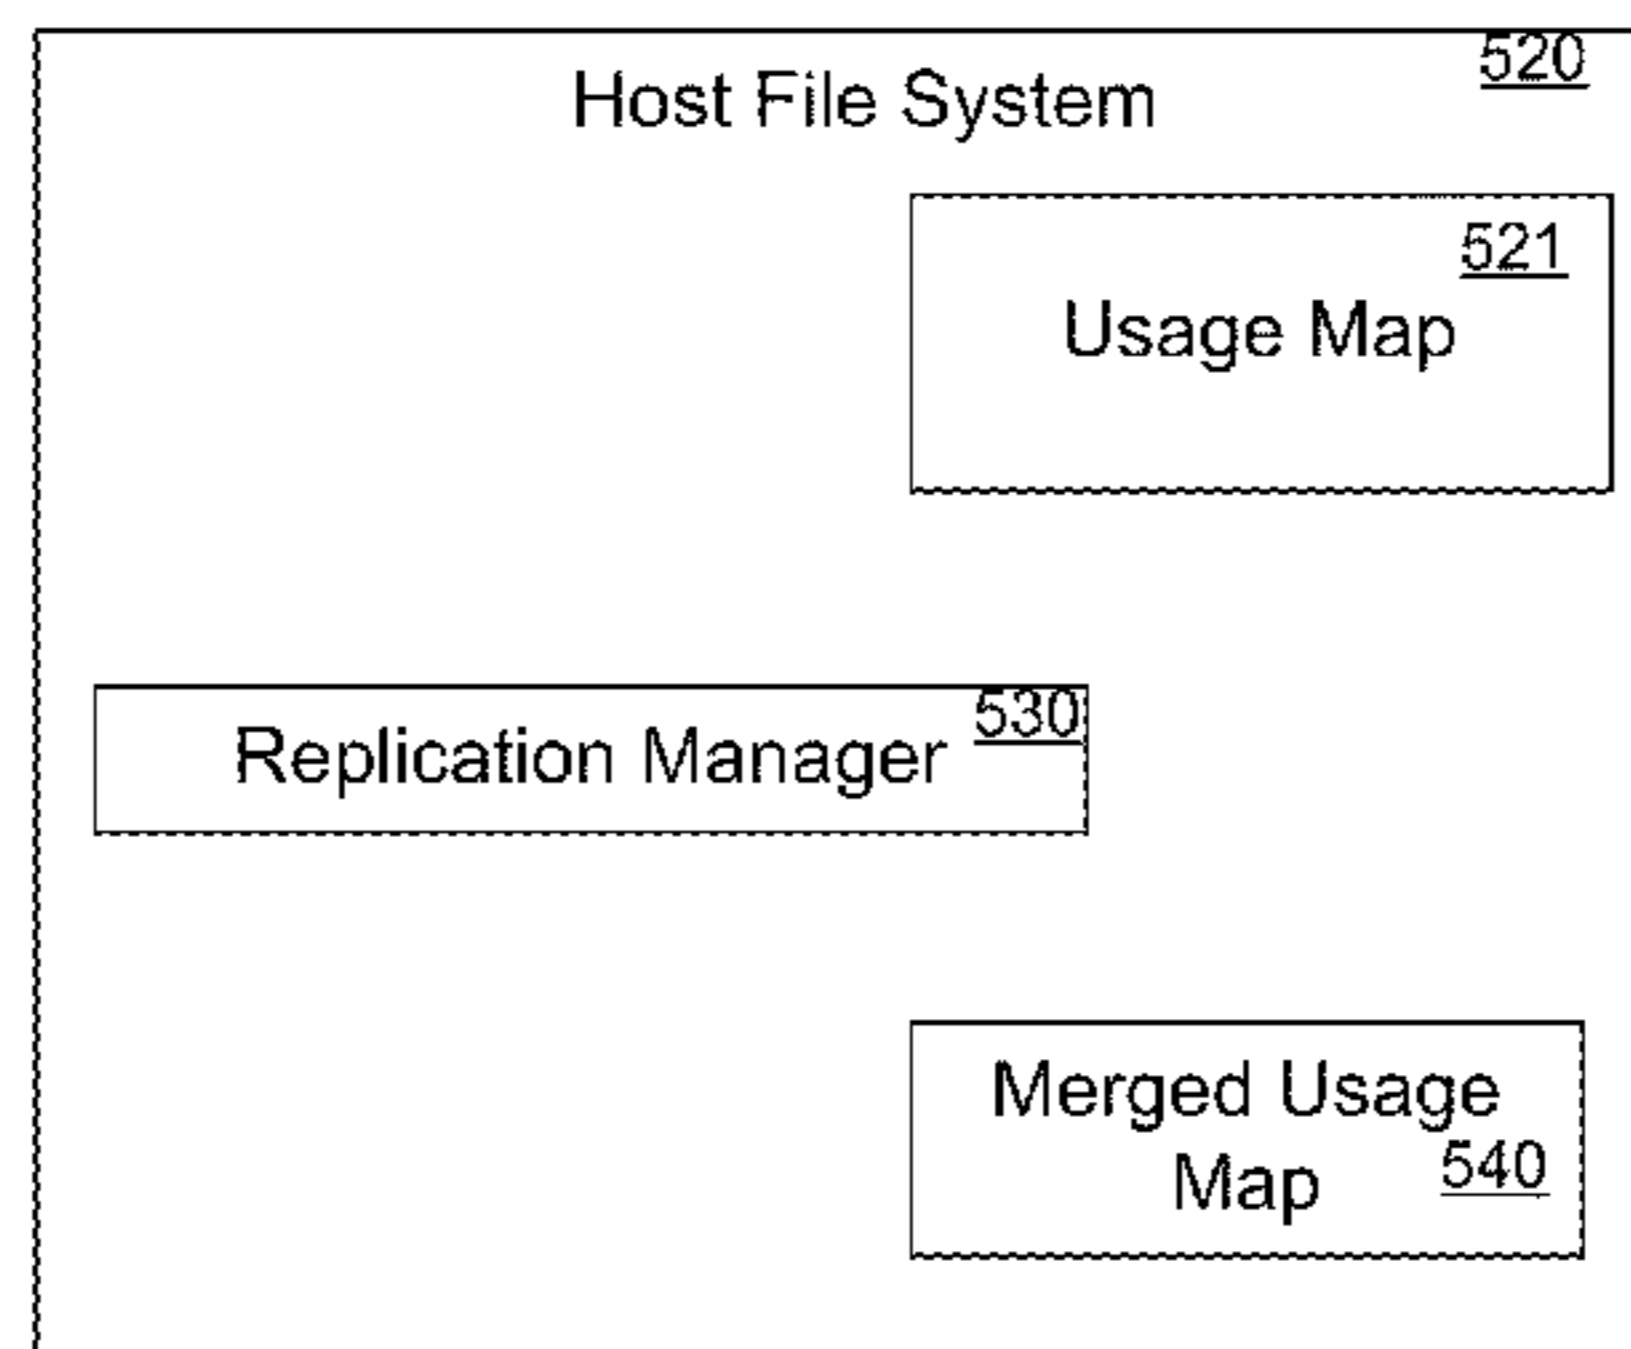 520
Host File System
521
Usage Map
530
Replication Manager
Merged Usage
Map 540